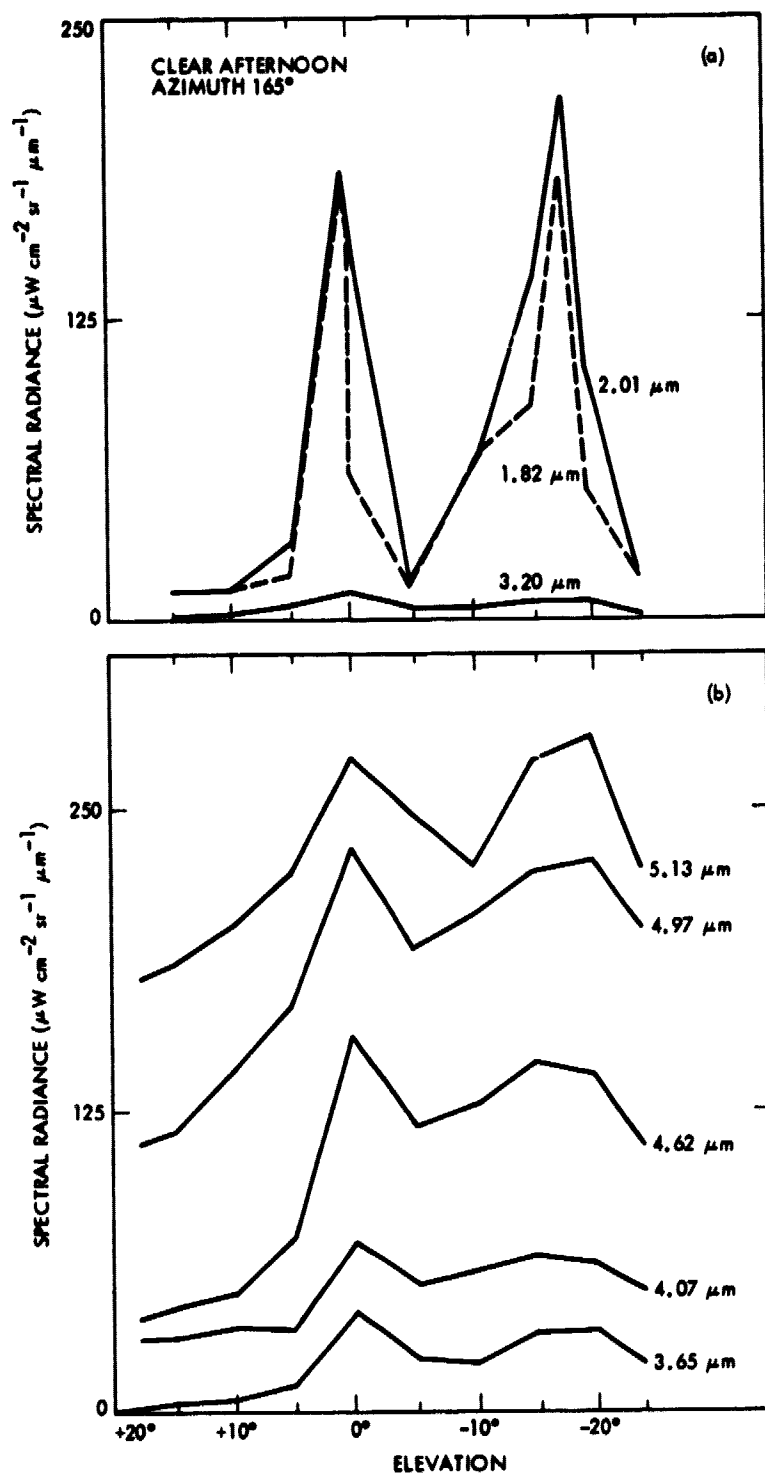 250
(a)
CLEAR AFTERNOON
AZIMUTH 165°
SPECTRAL RADIANCE (μW cm⁻² sr⁻¹ μm⁻¹)
125
2.01 μm
1.82 μm
3.20 μm
0
(b)
SPECTRAL RADIANCE (μW cm⁻² sr⁻¹ μm⁻¹)
250
5.13 μm
4.97 μm
125
4.62 μm
4.07 μm
3.65 μm
0
+20° +10° 0° -10° -20°
ELEVATION